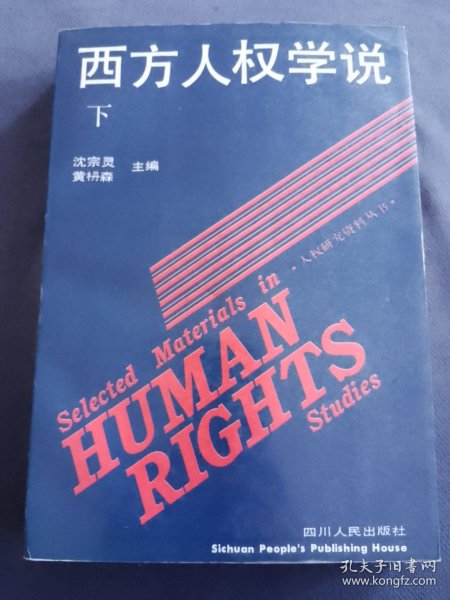 西方人权学说
下
沈宗灵
黄枬森
主编
·人权研究资料丛书·
Selected Materials in
HUMAN
RIGHTS
Studies
四川人民出版社
Sichuan People's Publishing House
孔夫子旧书网
www.kongfz.com